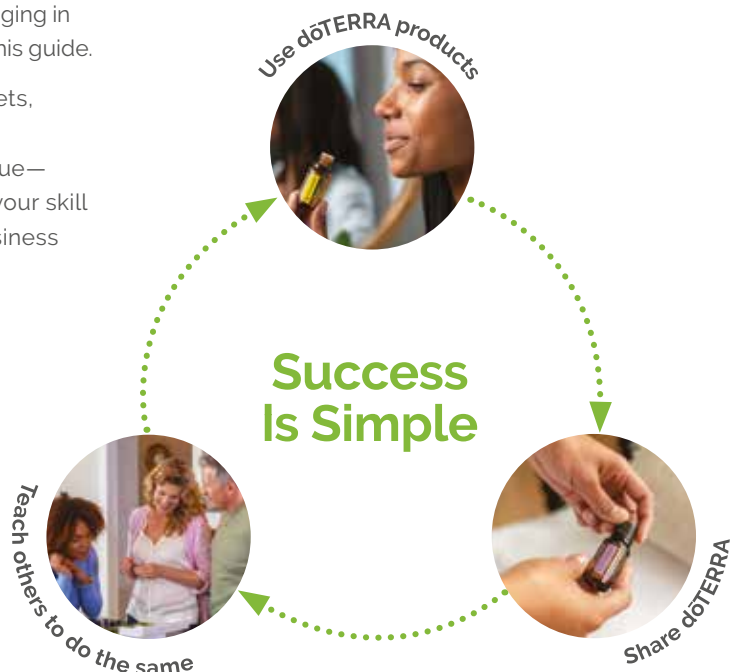 ging in
his guide.
ets,
ue—
your skill
siness
Use dōTERRA products
Success
Is Simple
Share dōTERRA
Teach others to do the same